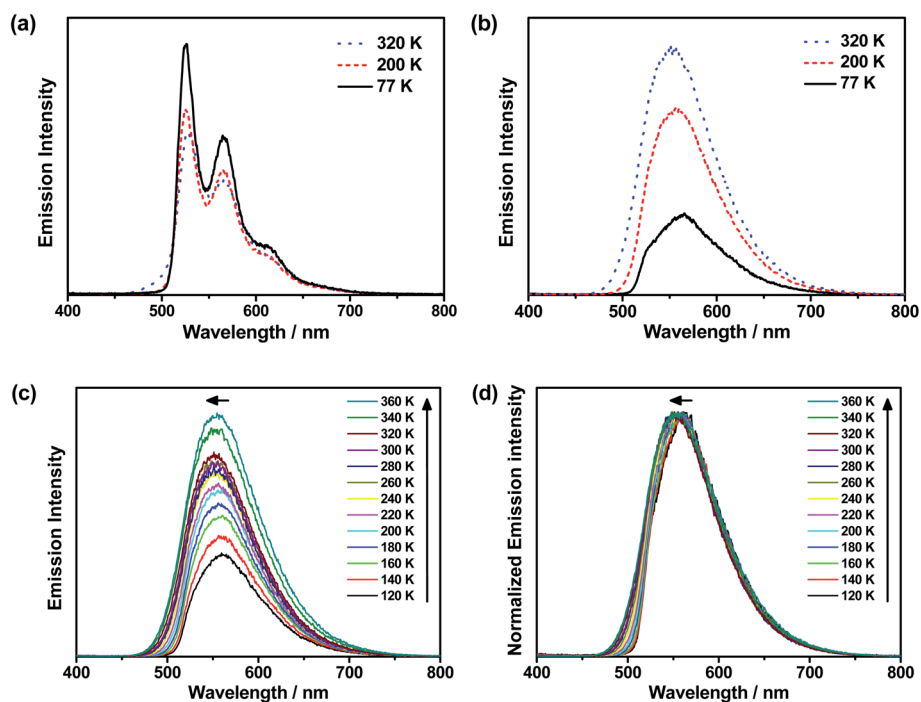 (a)
320 K
200 K
77 K
Emission Intensity
400 500 600 700 800
Wavelength / nm
(b)
320 K
200 K
77 K
Emission Intensity
400 500 600 700 800
Wavelength / nm
(c)
360 K
340 K
320 K
300 K
280 K
260 K
240 K
220 K
200 K
180 K
160 K
140 K
120 K
Emission Intensity
400 500 600 700 800
Wavelength / nm
(d)
360 K
340 K
320 K
300 K
280 K
260 K
240 K
220 K
200 K
180 K
160 K
140 K
120 K
Normalized Emission intensity
400 500 600 700 800
Wavelength / nm